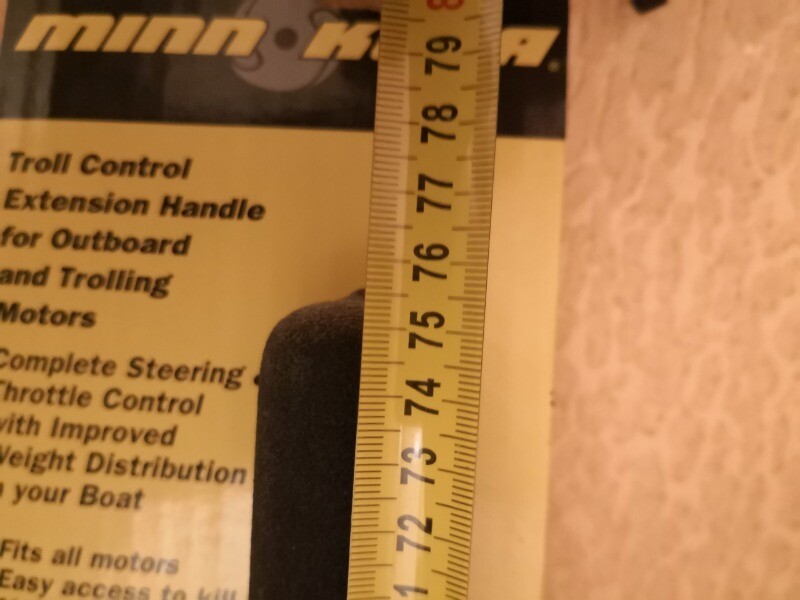 MINN KOTA
Troll Control
Extension Handle
for Outboard
and Trolling
Motors
Complete Steering
Throttle Control
with Improved
Weight Distribution
your Boat
Fits all motors
Easy access to kill
79
78
77
76
75
74
73
72